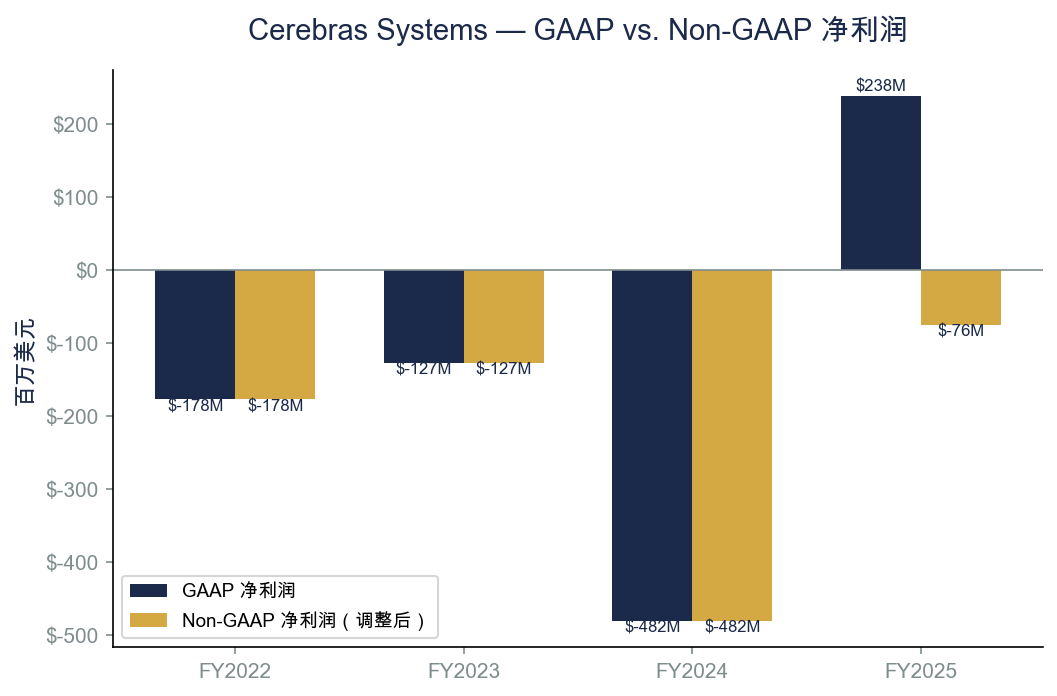 Cerebras Systems — GAAP vs. Non-GAAP 净利润
$238M
$200
$100
$0
$-76M
$-100
$-127M $-127M
$-178M $-178M
$-200
$-300
$-400
$-482M $-482M
$-500
百万美元
GAAP 净利润
Non-GAAP 净利润 ( 调整后 )
FY2022 FY2023 FY2024 FY2025